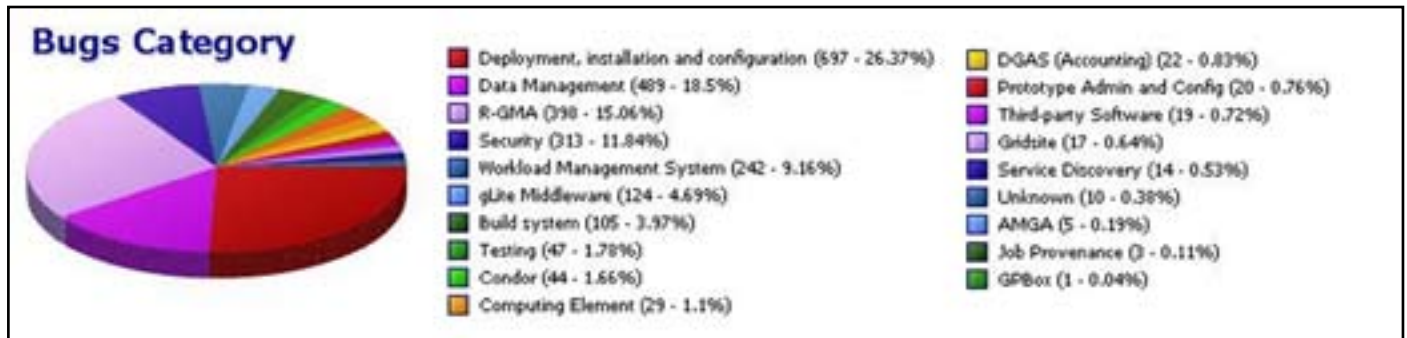 Bugs Category
Deployment, installation and configuration (697 - 26.37%)
Data Management (489 - 18.5%)
R-GMA (398 - 15.06%)
Security (313 - 11.84%)
Workload Management System (242 - 9.16%)
gLite Middleware (124 - 4.69%)
Build system (105 - 3.97%)
Testing (47 - 1.78%)
Condor (44 - 1.66%)
Computing Element (29 - 1.1%)
DGAS (Accounting) (22 - 0.83%)
Prototype Admin and Config (20 - 0.76%)
Third-party Software (19 - 0.72%)
Gridsite (17 - 0.64%)
Service Discovery (14 - 0.53%)
Unknown (10 - 0.38%)
AMGA (5 - 0.19%)
Job Provenance (3 - 0.11%)
GPBox (1 - 0.04%)